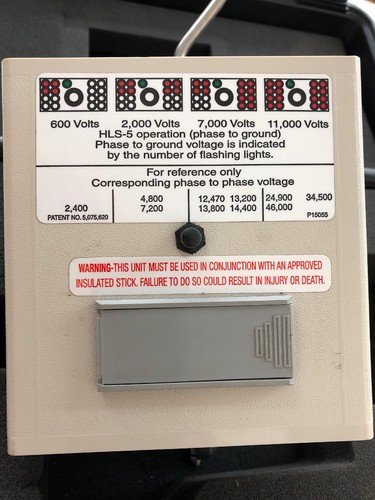 600 Volts 2,000 Volts 7,000 Volts 11,000 Volts
HLS-5 operation (phase to ground)
Phase to ground voltage is indicated
by the number of flashing lights.
For reference only
Corresponding phase to phase voltage
4,800 12,470 13,200 24,900 34,500
2,400 7,200 13,800 14,400 46,000
PATENT NO. 5,075,620 P15055
WARNING-THIS UNIT MUST BE USED IN CONJUNCTION WITH AN APPROVED
INSULATED STICK. FAILURE TO DO SO COULD RESULT IN INJURY OR DEATH.